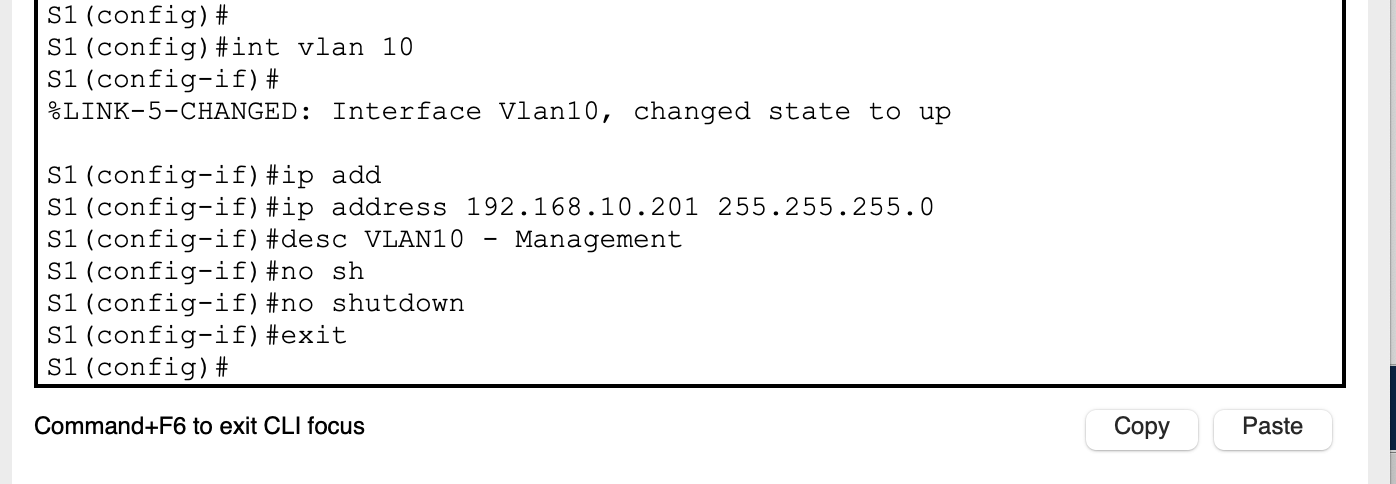 S1(config)#
S1(config)#int vlan 10
S1(config-if)#
%LINK-5-CHANGED: Interface Vlan10, changed state to up
S1(config-if)#ip add
S1(config-if)#ip address 192.168.10.201 255.255.255.0
S1(config-if)#desc VLAN10 - Management
S1(config-if)#no sh
S1(config-if)#no shutdown
S1(config-if)#exit
S1(config)#
Command+F6 to exit CLI focus
Copy
Paste